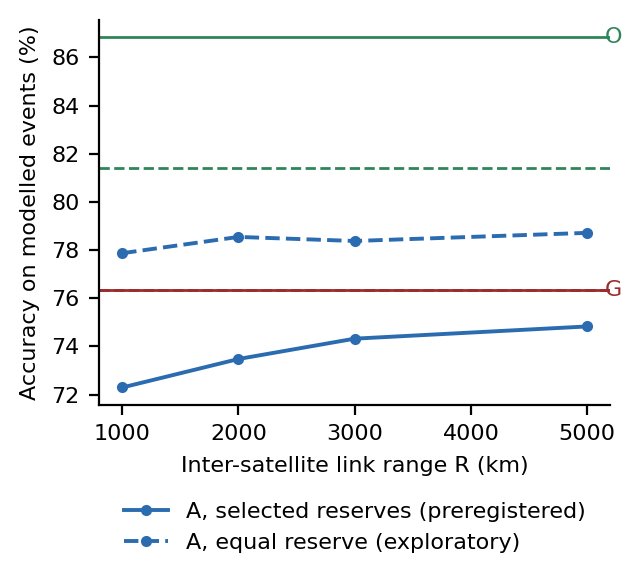 Accuracy on modelled events (%)
86
84
82
80
78
76
74
72
O
G
1000 2000 3000 4000 5000
Inter-satellite link range R (km)
A, selected reserves (preregistered)
A, equal reserve (exploratory)